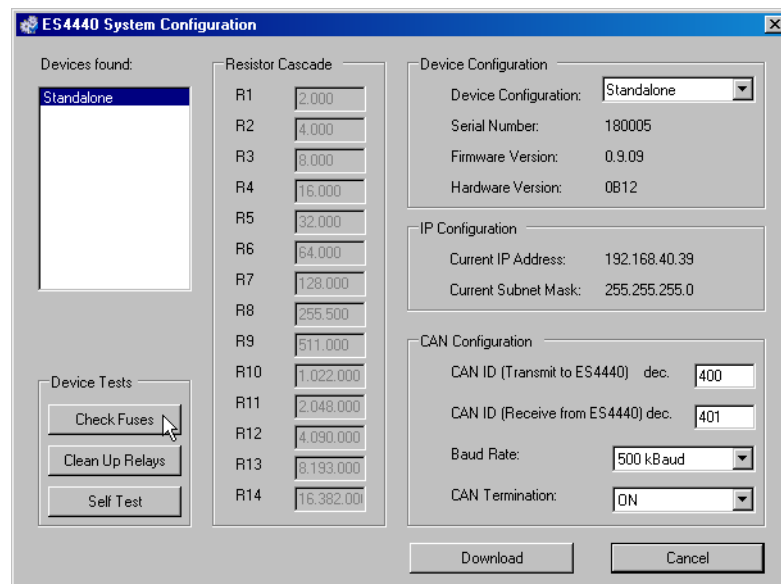 ES4440 System Configuration
Devices found:
Standalone
Device Tests
Check Fuses
Clean Up Relays
Self Test
Resistor Cascade
R1 2.000
R2 4.000
R3 8.000
R4 16.000
R5 32.000
R6 64.000
R7 128.000
R8 255.500
R9 511.000
R10 1.022.000
R11 2.048.000
R12 4.090.000
R13 8.193.000
R14 16.382.00
Device Configuration
Device Configuration: Standalone
Serial Number: 180005
Firmware Version: 0.9.09
Hardware Version: 0B12
IP Configuration
Current IP Address: 192.168.40.39
Current Subnet Mask: 255.255.255.0
CAN Configuration
CAN ID (Transmit to ES4440) dec. 400
CAN ID (Receive from ES4440) dec. 401
Baud Rate: 500 kBaud
CAN Termination: ON
Download
Cancel